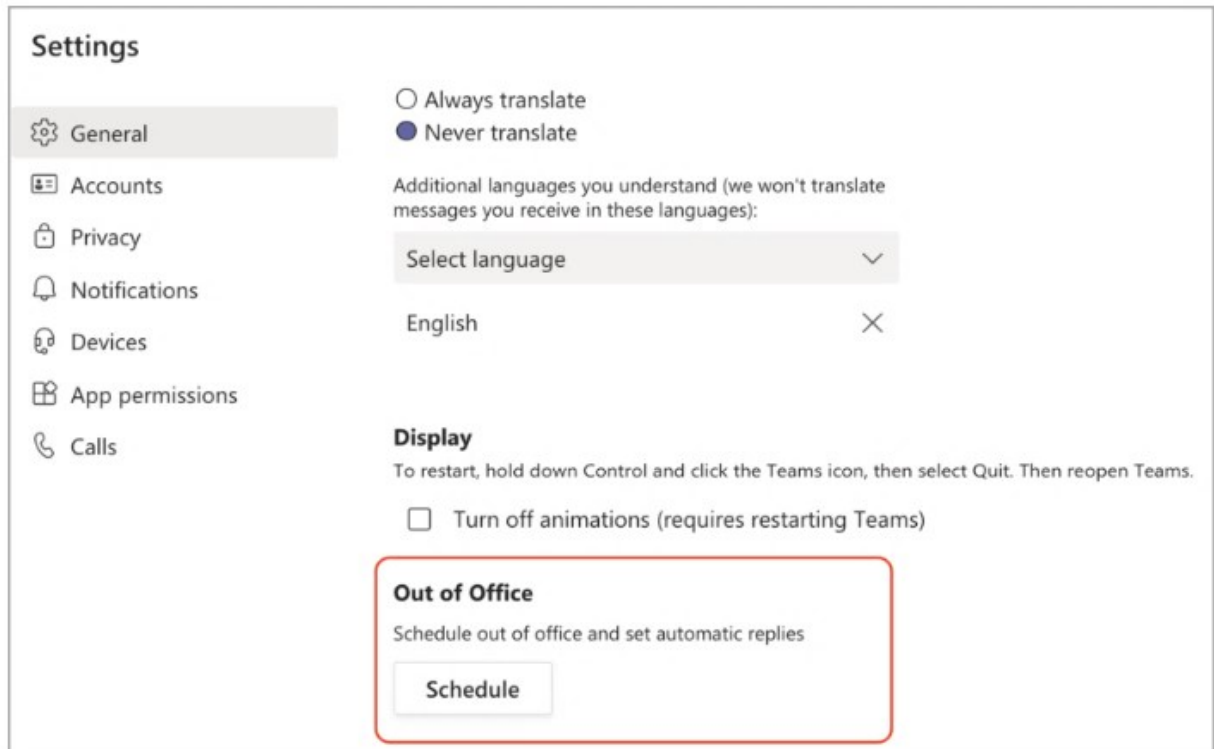 Settings
General
Accounts
Privacy
Notifications
Devices
App permissions
Calls
Always translate
Never translate
Additional languages you understand (we won't translate
messages you receive in these languages):
Select language
English
Display
To restart, hold down Control and click the Teams icon, then select Quit. Then reopen Teams.
Turn off animations (requires restarting Teams)
Out of Office
Schedule out of office and set automatic replies
Schedule